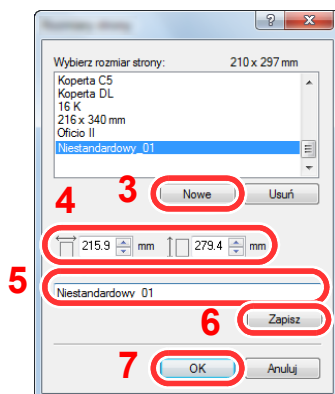 Rozmiary strony
Wybierz rozmiar strony: 210 x 297 mm
Koperta C5
Koperta DL
16 K
216 x 340 mm
Oficio II
Niestandardowy_01
3 Nowe Usuń
4
215.9 mm 279.4 mm
5 Niestandardowy_01
6 Zapisz
7 OK Anuluj